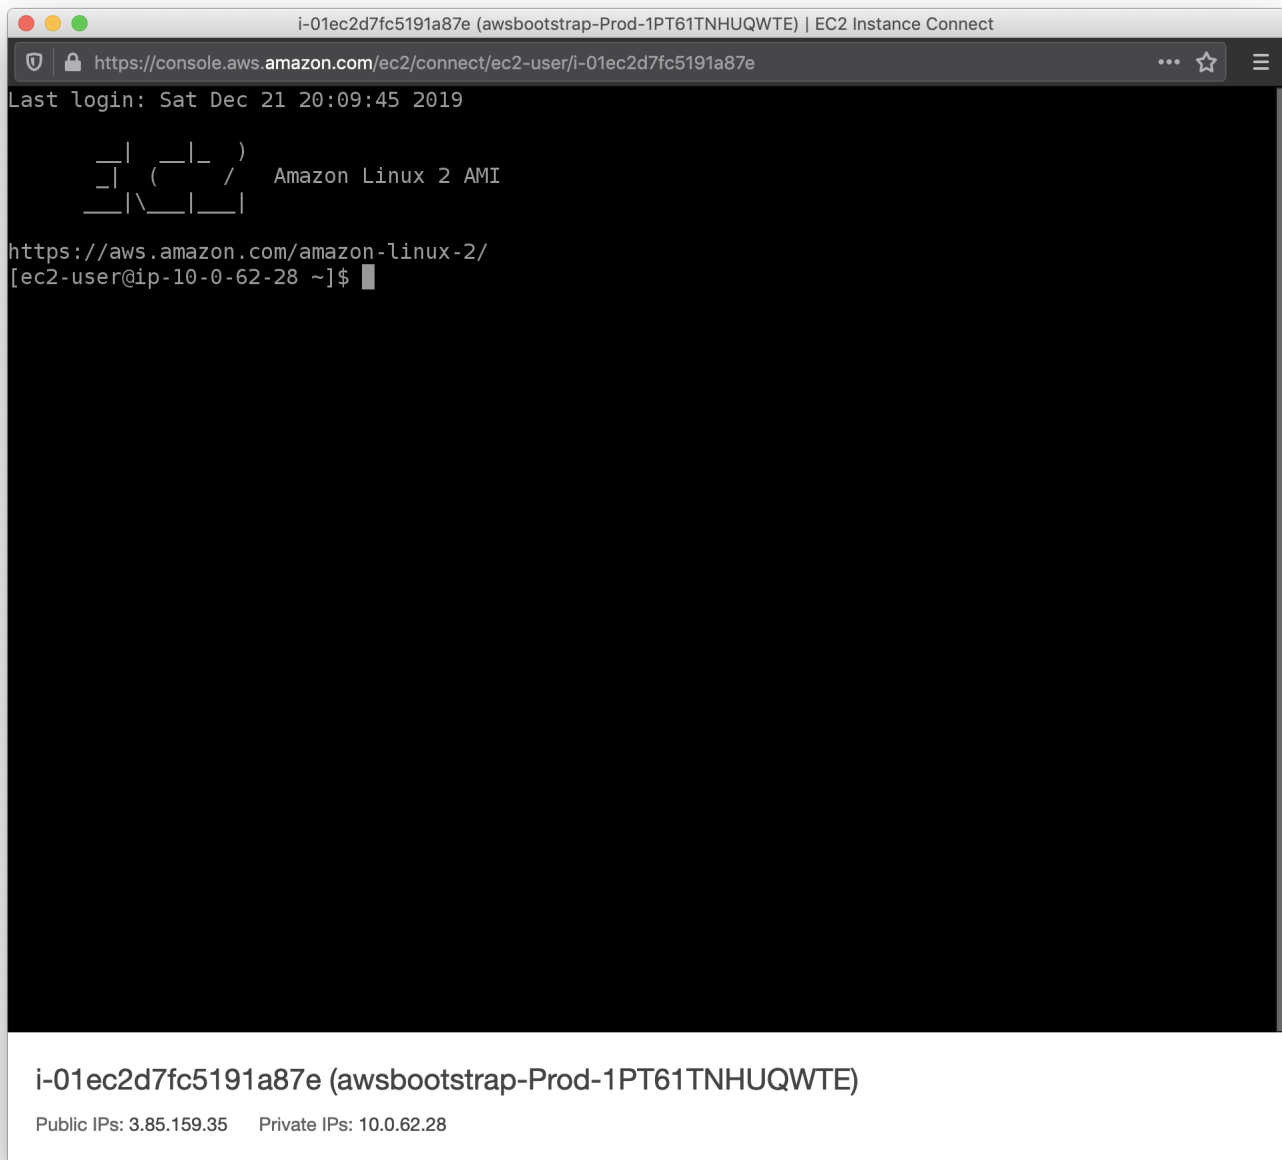 i-01ec2d7fc5191a87e (awsbootstrap-Prod-1PT61TNHUQWTE) | EC2 Instance Connect
https://console.aws.amazon.com/ec2/connect/ec2-user/i-01ec2d7fc5191a87e
Last login: Sat Dec 21 20:09:45 2019
       __|  __|_  )
       _|  (     /   Amazon Linux 2 AMI
      ___|\___|___|
https://aws.amazon.com/amazon-linux-2/
[ec2-user@ip-10-0-62-28 ~]$
i-01ec2d7fc5191a87e (awsbootstrap-Prod-1PT61TNHUQWTE)
Public IPs: 3.85.159.35 Private IPs: 10.0.62.28